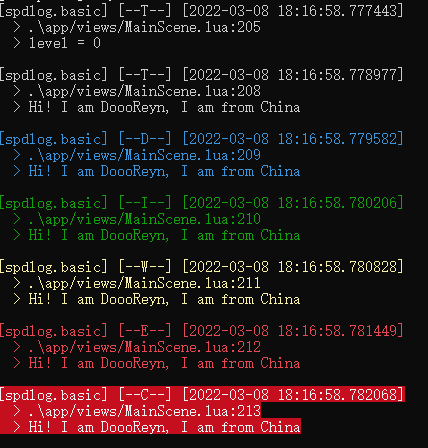 [spdlog.basic] [--T--] [2022-03-08 18:16:58.777443]
> .\app/views/MainScene.lua:205
> level = 0
[spdlog.basic] [--T--] [2022-03-08 18:16:58.778977]
> .\app/views/MainScene.lua:208
> Hi! I am DoooReyn, I am from China
[spdlog.basic] [--D--] [2022-03-08 18:16:58.779582]
> .\app/views/MainScene.lua:209
> Hi! I am DoooReyn, I am from China
[spdlog.basic] [--I--] [2022-03-08 18:16:58.780206]
> .\app/views/MainScene.lua:210
> Hi! I am DoooReyn, I am from China
[spdlog.basic] [--W--] [2022-03-08 18:16:58.780828]
> .\app/views/MainScene.lua:211
> Hi! I am DoooReyn, I am from China
[spdlog.basic] [--E--] [2022-03-08 18:16:58.781449]
> .\app/views/MainScene.lua:212
> Hi! I am DoooReyn, I am from China
[spdlog.basic] [--C--] [2022-03-08 18:16:58.782068]
> .\app/views/MainScene.lua:213
> Hi! I am DoooReyn, I am from China